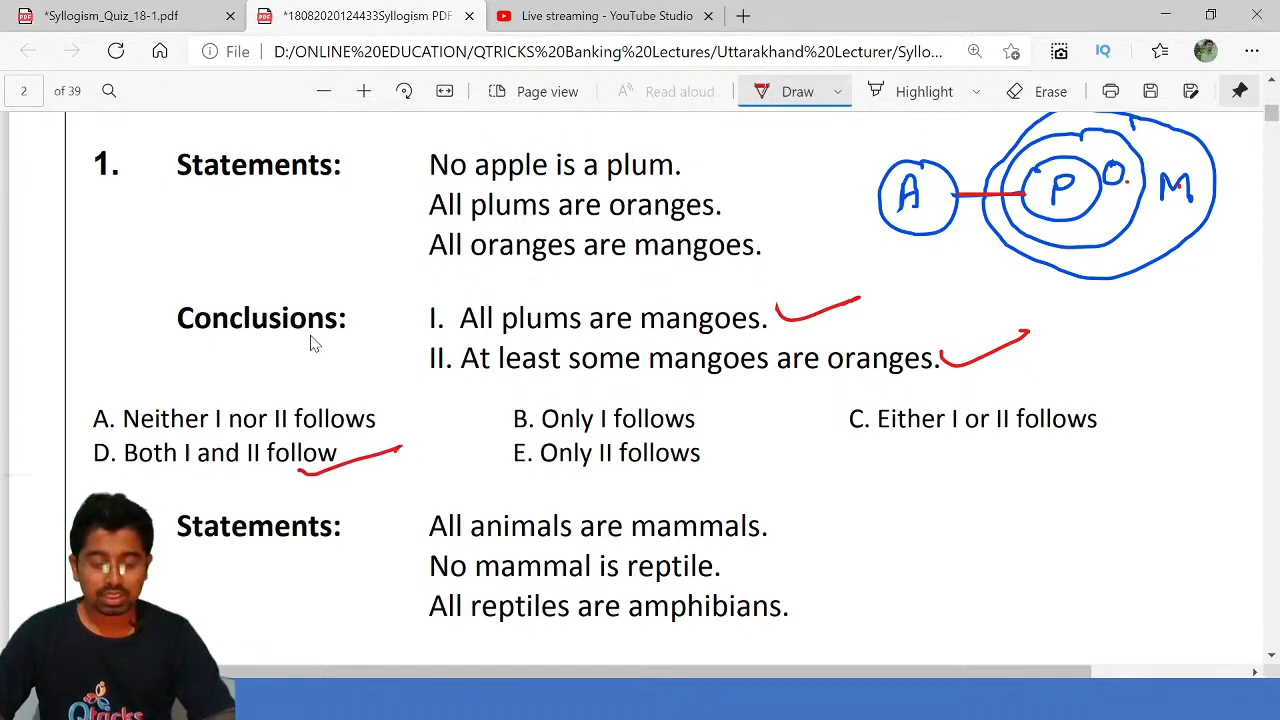 *Syllogism_Quiz_18-1.pdf
*18082020124433Syllogism PDF
Live streaming - YouTube Studio
File D:/ONLINE%20EDUCATION/QTRICKS%20Banking%20Lectures/Uttarakhand%20Lecturer/Syllo...
IQ
2 of 39 Page view Read aloud Draw Highlight Erase
1. Statements: No apple is a plum.
All plums are oranges.
All oranges are mangoes.
A P O M
Conclusions: I. All plums are mangoes.
II. At least some mangoes are oranges.
A. Neither I nor II follows B. Only I follows C. Either I or II follows
D. Both I and II follow E. Only II follows
Statements: All animals are mammals.
No mammal is reptile.
All reptiles are amphibians.
Qtricks